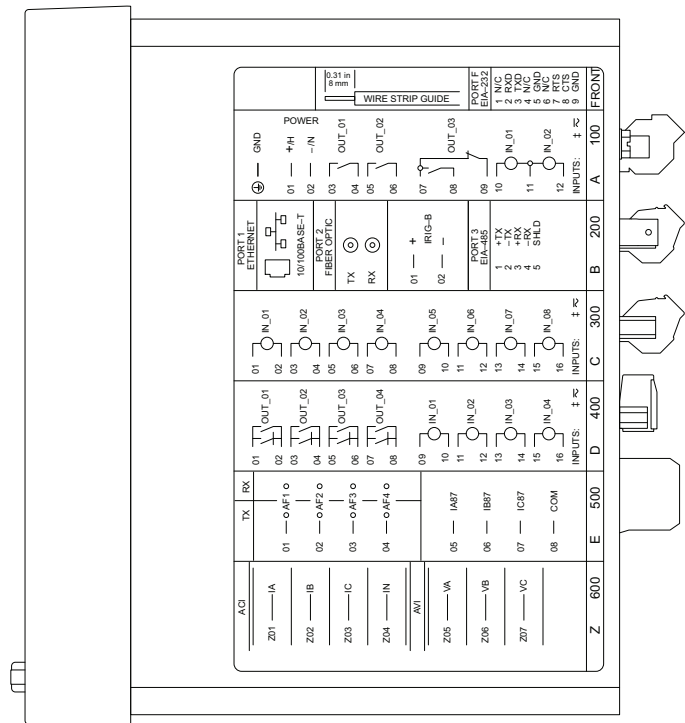 0.31 in
8 mm
WIRE STRIP GUIDE
PORT F
EIA–232
1 N/C
2 RXD
3 TXD
4 N/C
5 GND
6 N/C
7 RTS
8 CTS
9 GND
FRONT
GND
POWER
01 +/H
02 –/N
OUT_01
03
04
OUT_02
05
06
OUT_03
07
08
09
IN_01
10
11
IN_02
12
INPUTS:
A 100
PORT 1
ETHERNET
10/100BASE–T
PORT 2
FIBER OPTIC
TX
RX
01 +
IRIG–B
02 –
PORT 3
EIA–485
1 +TX
2 –TX
3 +RX
4 –RX
5 SHLD
B 200
01
IN_01
02
03
IN_02
04
05
IN_03
06
07
IN_04
08
09
IN_05
10
11
IN_06
12
13
IN_07
14
15
IN_08
16
INPUTS:
C 300
01
OUT_01
02
03
OUT_02
04
05
OUT_03
06
07
OUT_04
08
09
IN_01
10
11
IN_02
12
13
IN_03
14
15
IN_04
16
INPUTS:
D 400
TX RX
01 AF1
02 AF2
03 AF3
04 AF4
05 IA87
06 IB87
07 IC87
08 COM
E 500
ACI
Z01 IA
Z02 IB
Z03 IC
Z04 IN
AVI
Z05 VA
Z06 VB
Z07 VC
Z 600